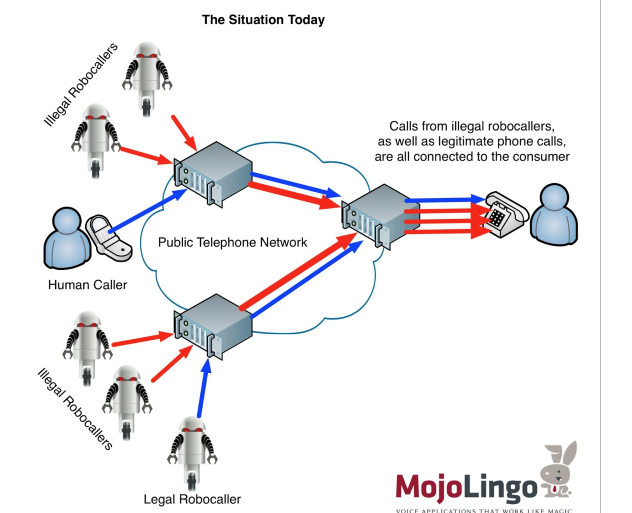 The Situation Today
Illegal Robocallers
Calls from illegal robocallers,
as well as legitimate phone calls,
are all connected to the consumer
Public Telephone Network
Human Caller
Illegal Robocallers
Legal Robocaller
MojoLingo
VOICE APPLICATIONS THAT WORK LIKE MAGIC